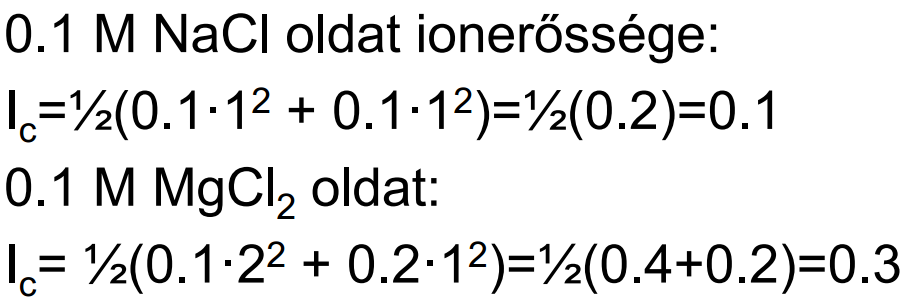 0.1 M NaCl oldat ionerőssége:
I_c=½(0.1·1² + 0.1·1²)=½(0.2)=0.1
0.1 M MgCl₂ oldat:
I_c= ½(0.1·2² + 0.2·1²)=½(0.4+0.2)=0.3